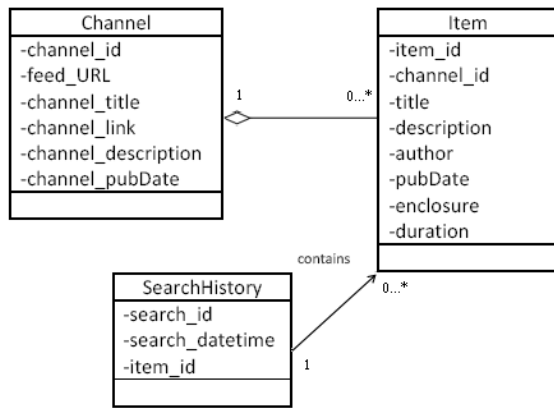 Channel
-channel_id
-feed_URL
-channel_title
-channel_link
-channel_description
-channel_pubDate
1
0...*
Item
-item_id
-channel_id
-title
-description
-author
-pubDate
-enclosure
-duration
contains
0...*
SearchHistory
-search_id
-search_datetime
-item_id
1